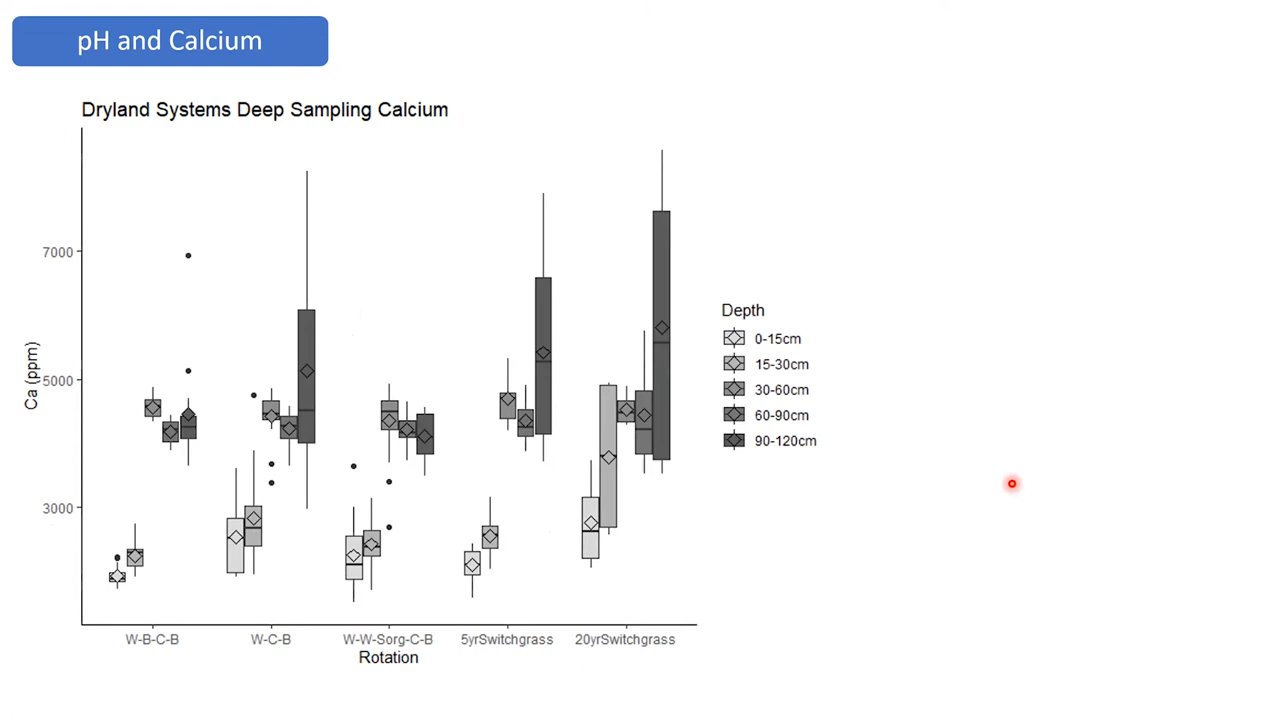 pH and Calcium
Dryland Systems Deep Sampling Calcium
7000
5000
3000
Ca (ppm)
W-B-C-B
W-C-B
W-W-Sorg-C-B
5yrSwitchgrass
20yrSwitchgrass
Rotation
Depth
0-15cm
15-30cm
30-60cm
60-90cm
90-120cm